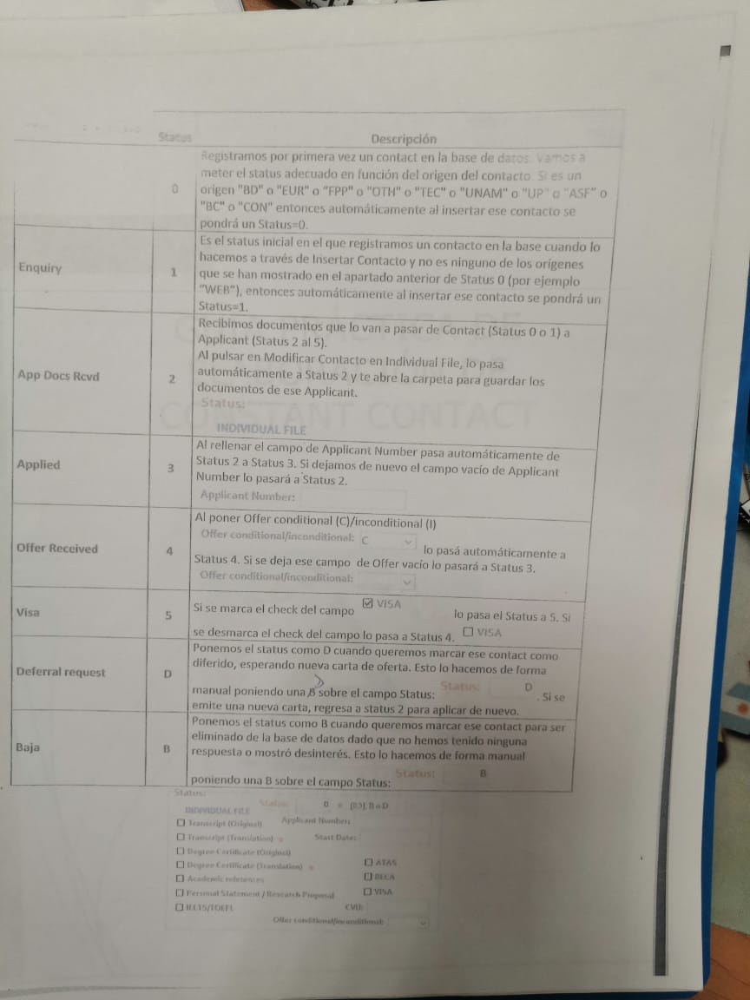 Status Descripción
Registramos por primera vez un contact en la base de datos. Vamos a
meter el status adecuado en función del origen del contacto. Si es un
0 origen "BD" o "EUR" o "FPP" o "OTH" o "TEC" o "UNAM" o "UP" o "ASF" o
"BC" o "CON" entonces automáticamente al insertar ese contacto se
pondrá un Status=0.
Es el status inicial en el que registramos un contacto en la base cuando lo
hacemos a través de Insertar Contacto y no es ninguno de los orígenes
Enquiry 1 que se han mostrado en el apartado anterior de Status 0 (por ejemplo
"WEB"), entonces automáticamente al insertar ese contacto se pondrá un
Status=1.
Recibimos documentos que lo van a pasar de Contact (Status 0 o 1) a
Applicant (Status 2 al 5).
Al pulsar en Modificar Contacto en Individual File, lo pasa
App Docs Rcvd 2 automáticamente a Status 2 y te abre la carpeta para guardar los
documentos de ese Applicant.
Status:
CONSTANT CONTACT
INDIVIDUAL FILE
Al rellenar el campo de Applicant Number pasa automáticamente de
Applied 3 Status 2 a Status 3. Si dejamos de nuevo el campo vacío de Applicant
Number lo pasará a Status 2.
Applicant Number:
Al poner Offer conditional (C)/inconditional (I)
Offer conditional/inconditional: C
Offer Received 4 lo pasá automáticamente a
Status 4. Si se deja ese campo de Offer vacío lo pasará a Status 3.
Offer conditional/inconditional:
Visa 5 Si se marca el check del campo VISA lo pasa el Status a 5. Si
se desmarca el check del campo lo pasa a Status 4. VISA
Ponemos el status como D cuando queremos marcar ese contact como
Deferral request D diferido, esperando nueva carta de oferta. Esto lo hacemos de forma
manual poniendo una B sobre el campo Status: Status: D . Si se
emite una nueva carta, regresa a status 2 para aplicar de nuevo.
Ponemos el status como B cuando queremos marcar ese contact para ser
Baja B eliminado de la base de datos dado que no hemos tenido ninguna
respuesta o mostró desinterés. Esto lo hacemos de forma manual
poniendo una B sobre el campo Status: Status: B
Status:
INDIVIDUAL FILE Status: 0
Transcript (Original) Applicant Number:
Transcript (Translation) Start Date:
Degree Certificate (Original)
Degree Certificate (Translation) ATAS
Academic references BECA
Personal Statement / Research Proposal VISA
IELTS/TOEFL CVU:
Offer conditional/inconditional: